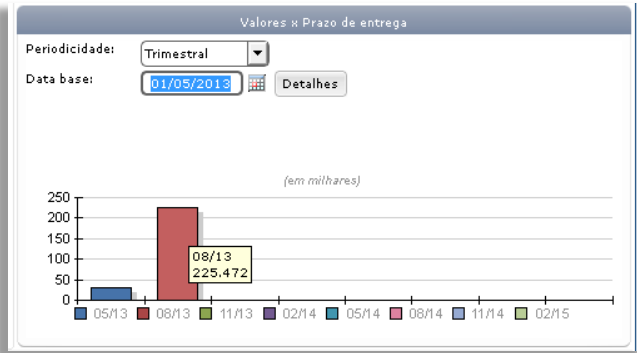 Valores x Prazo de entrega
Periodicidade: Trimestral
Data base: 01/05/2013 Detalhes
(em milhares)
250
200
150
100
50
0
08/13
225.472
05/13 08/13 11/13 02/14 05/14 08/14 11/14 02/15